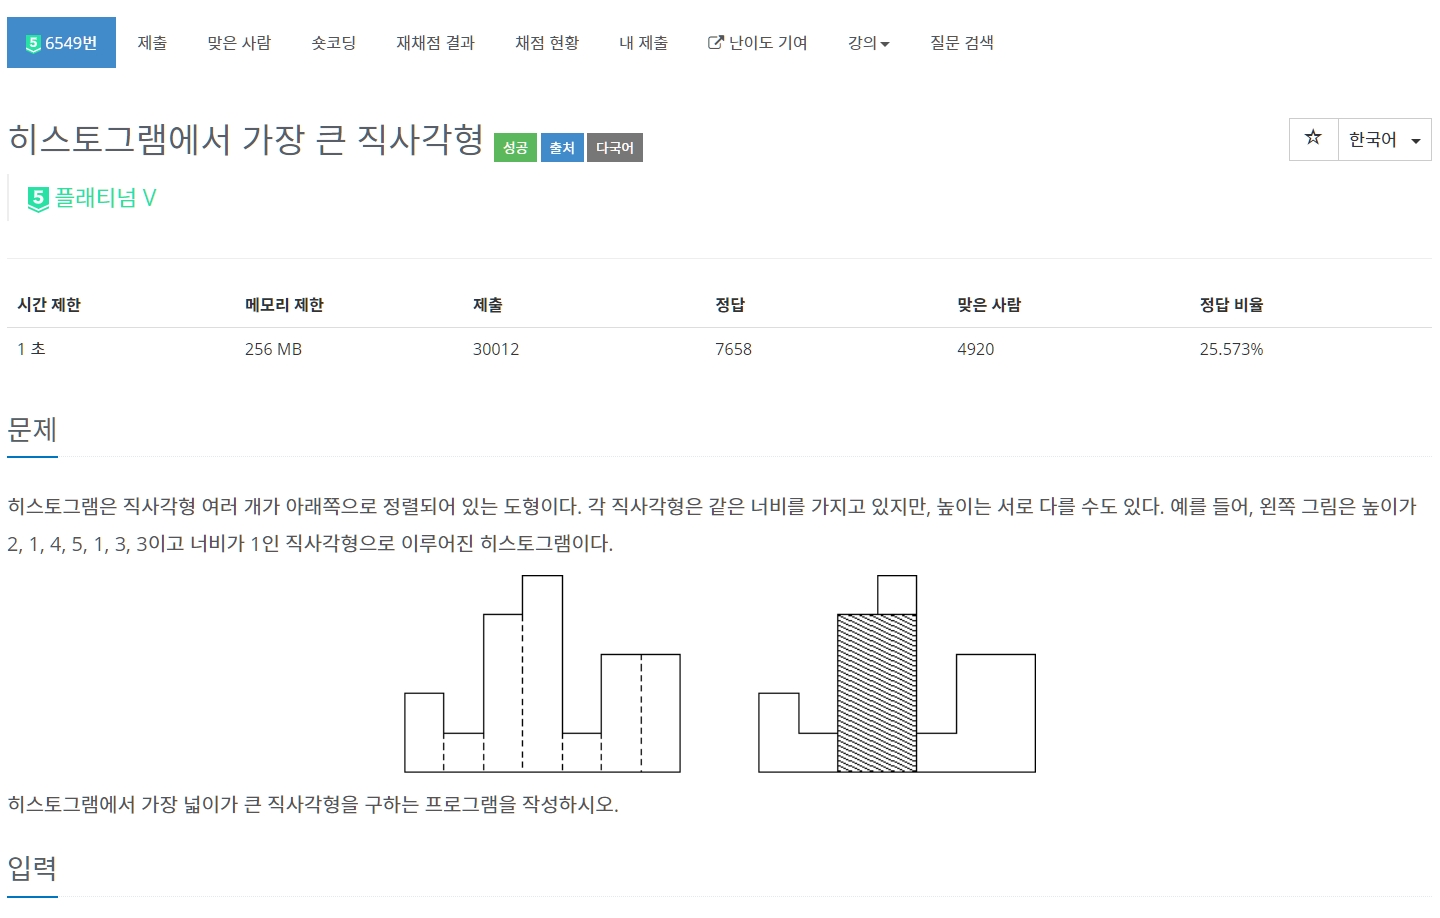 5 6549번 제출 맞은 사람 숏코딩 재채점 결과 채점 현황 내 제출 난이도 기여 강의 질문 검색
히스토그램에서 가장 큰 직사각형 성공 출처 다국어 한국어
5 플래티넘 V
시간 제한 메모리 제한 제출 정답 맞은 사람 정답 비율
1 초 256 MB 30012 7658 4920 25.573%
문제
히스토그램은 직사각형 여러 개가 아래쪽으로 정렬되어 있는 도형이다. 각 직사각형은 같은 너비를 가지고 있지만, 높이는 서로 다를 수도 있다. 예를 들어, 왼쪽 그림은 높이가
2, 1, 4, 5, 1, 3, 3이고 너비가 1인 직사각형으로 이루어진 히스토그램이다.
히스토그램에서 가장 넓이가 큰 직사각형을 구하는 프로그램을 작성하시오.
입력